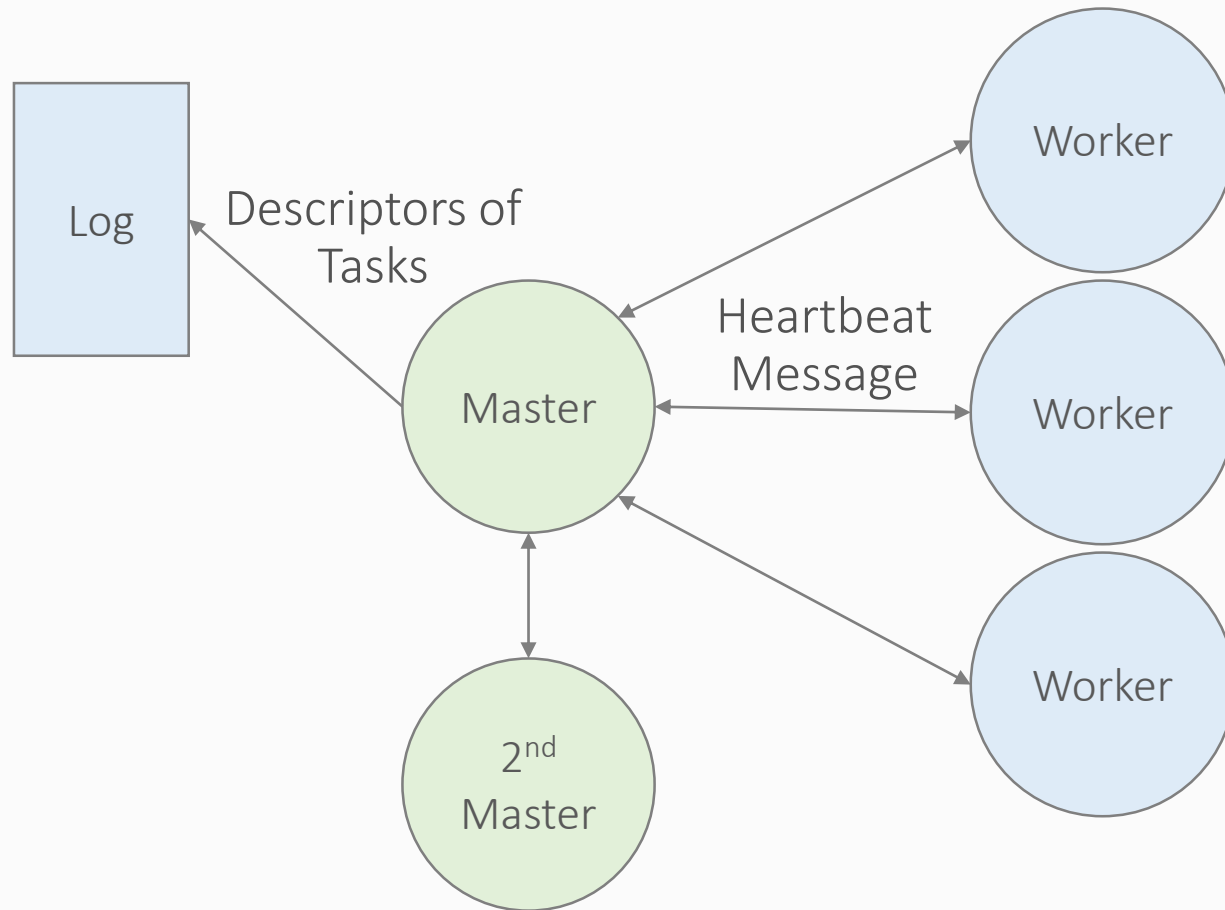 Log
Descriptors of
Tasks
Master
Heartbeat
Message
Worker
Worker
Worker
2nd
Master